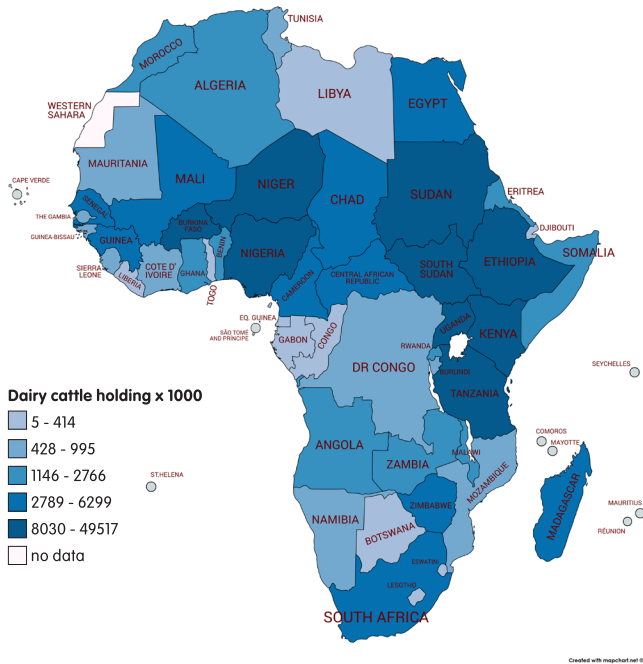 TUNISIA
MOROCCO
ALGERIA
LIBYA
EGYPT
WESTERN
SAHARA
MAURITANIA
MALI
NIGER
CHAD
SUDAN
ERITREA
CAPE VERDE
SENEGAL
THE GAMBIA
GUINEA-BISSAU
GUINEA
BURKINA
FASO
BENIN
NIGERIA
DJIBOUTI
SOMALIA
ETHIOPIA
SOUTH
SUDAN
CENTRAL AFRICAN
REPUBLIC
CAMEROON
SIERRA
LEONE
LIBERIA
COTE D'
IVOIRE
GHANA
TOGO
EQ. GUINEA
SÃO TOMÉ
AND PRÍNCIPE
GABON
CONGO
UGANDA
KENYA
RWANDA
BURUNDI
DR CONGO
TANZANIA
SEYCHELLES
Dairy cattle holding x 1000
5 - 414
428 - 995
1146 - 2766
2789 - 6299
8030 - 49517
no data
ANGOLA
ZAMBIA
MALAWI
MOZAMBIQUE
COMOROS
MAYOTTE
ST.HELENA
NAMIBIA
BOTSWANA
ZIMBABWE
MADAGASCAR
MAURITIUS
RÉUNION
ESWATINI
LESOTHO
SOUTH AFRICA
Created with mapchart.net ©